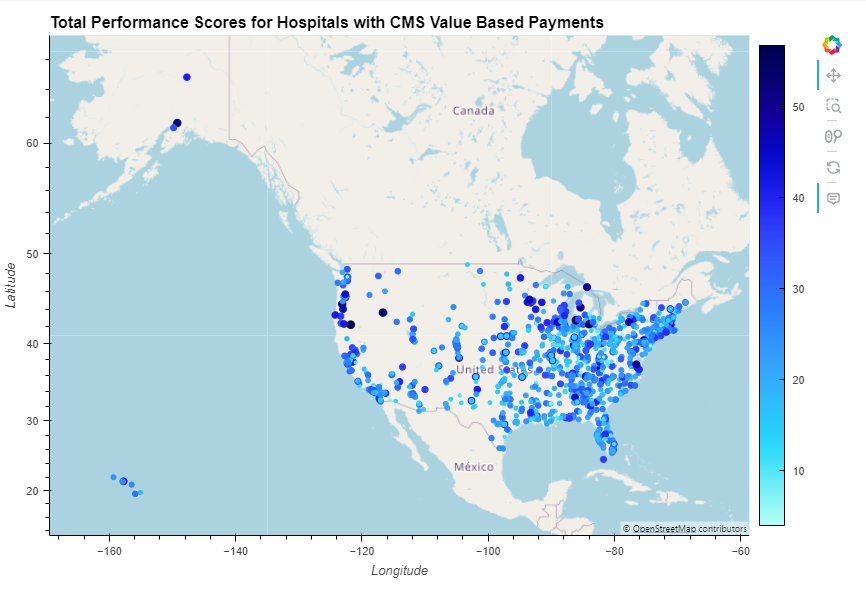 Total Performance Scores for Hospitals with CMS Value Based Payments
Canada
United States
México
© OpenStreetMap contributors
Latitude
60
50
40
30
20
−160
−140
−120
−100
−80
−60
Longitude
50
40
30
20
10